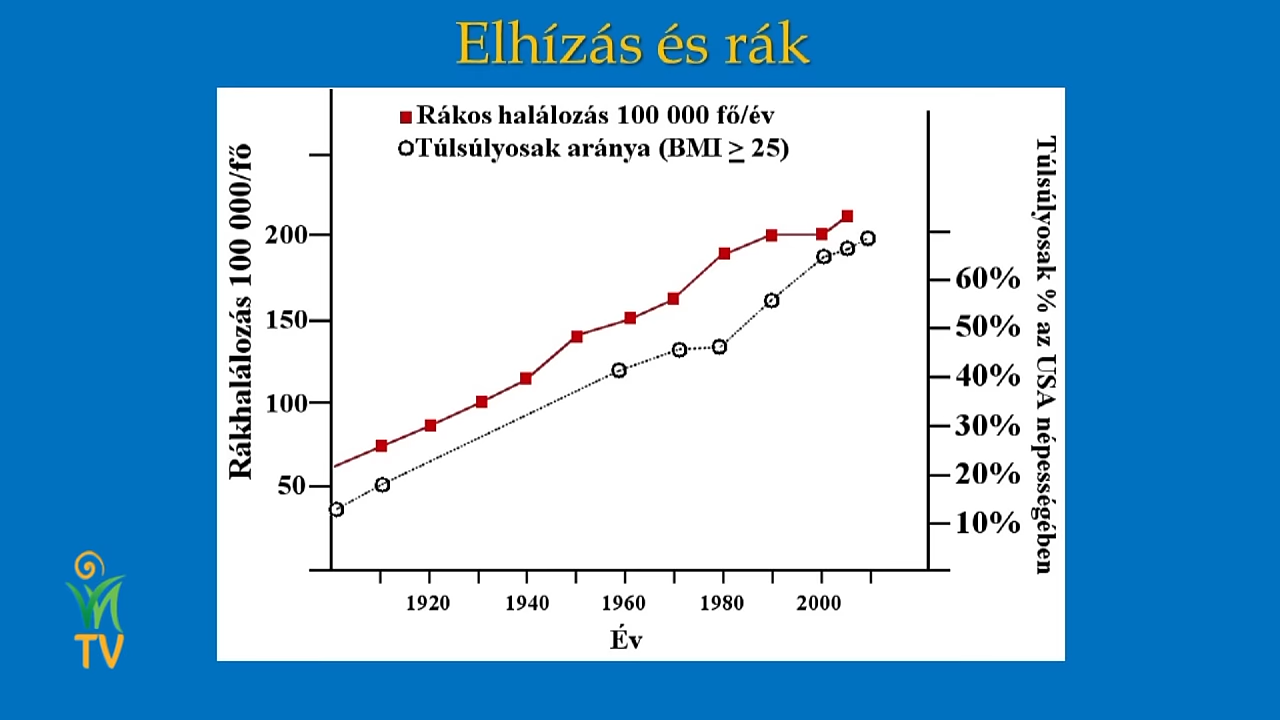 Elhízás és rák
Rákos halálozás 100 000 fő/év
Túlsúlyosak aránya (BMI ≥ 25)
Rákhalálozás 100 000/fő
200
150
100
50
60%
50%
40%
30%
20%
10%
Túlsúlyosak % az USA népességében
1920 1940 1960 1980 2000
Év
TV